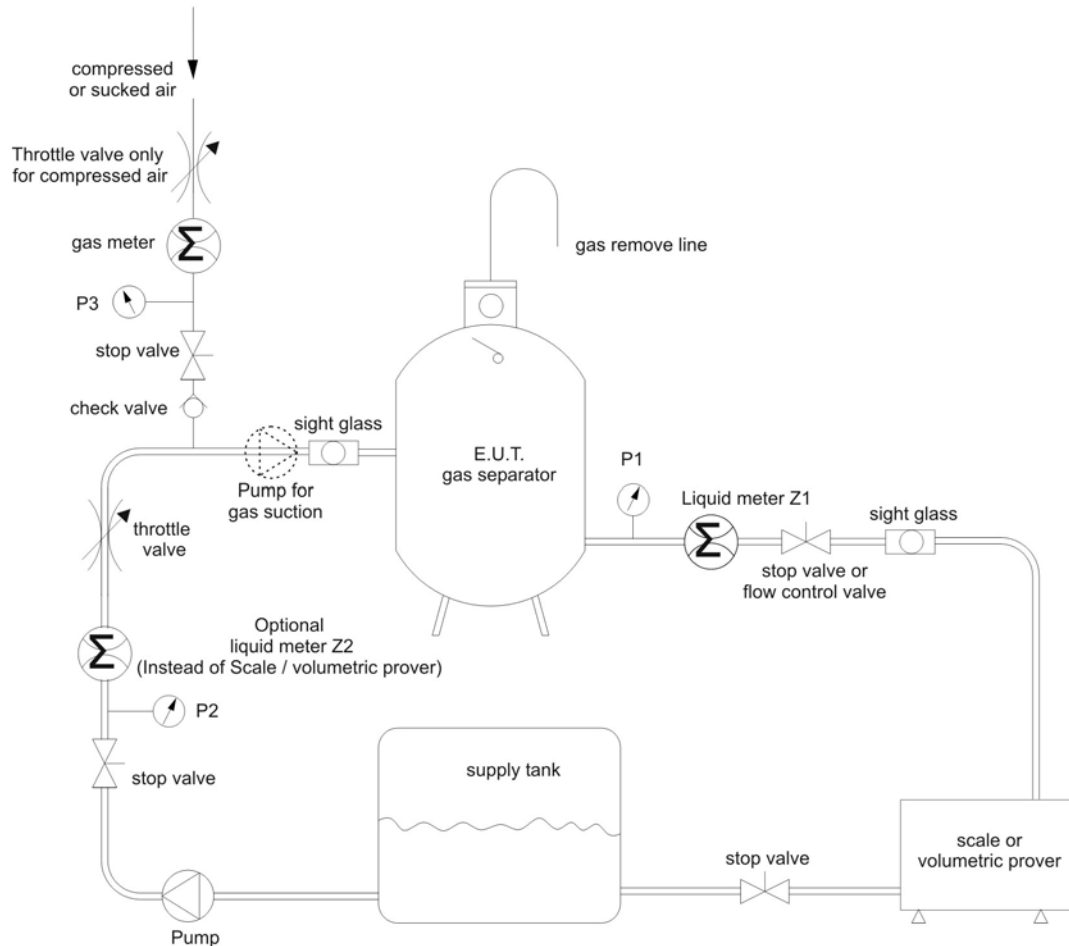 compressed
or sucked air
Throttle valve only
for compressed air
gas meter
Σ
P3
stop valve
check valve
gas remove line
sight glass
E.U.T.
gas separator
Pump for
gas suction
P1
Liquid meter Z1
Σ
sight glass
stop valve or
flow control valve
throttle
valve
Σ
Optional
liquid meter Z2
(Instead of Scale / volumetric prover)
P2
stop valve
supply tank
stop valve
scale or
volumetric prover
Pump